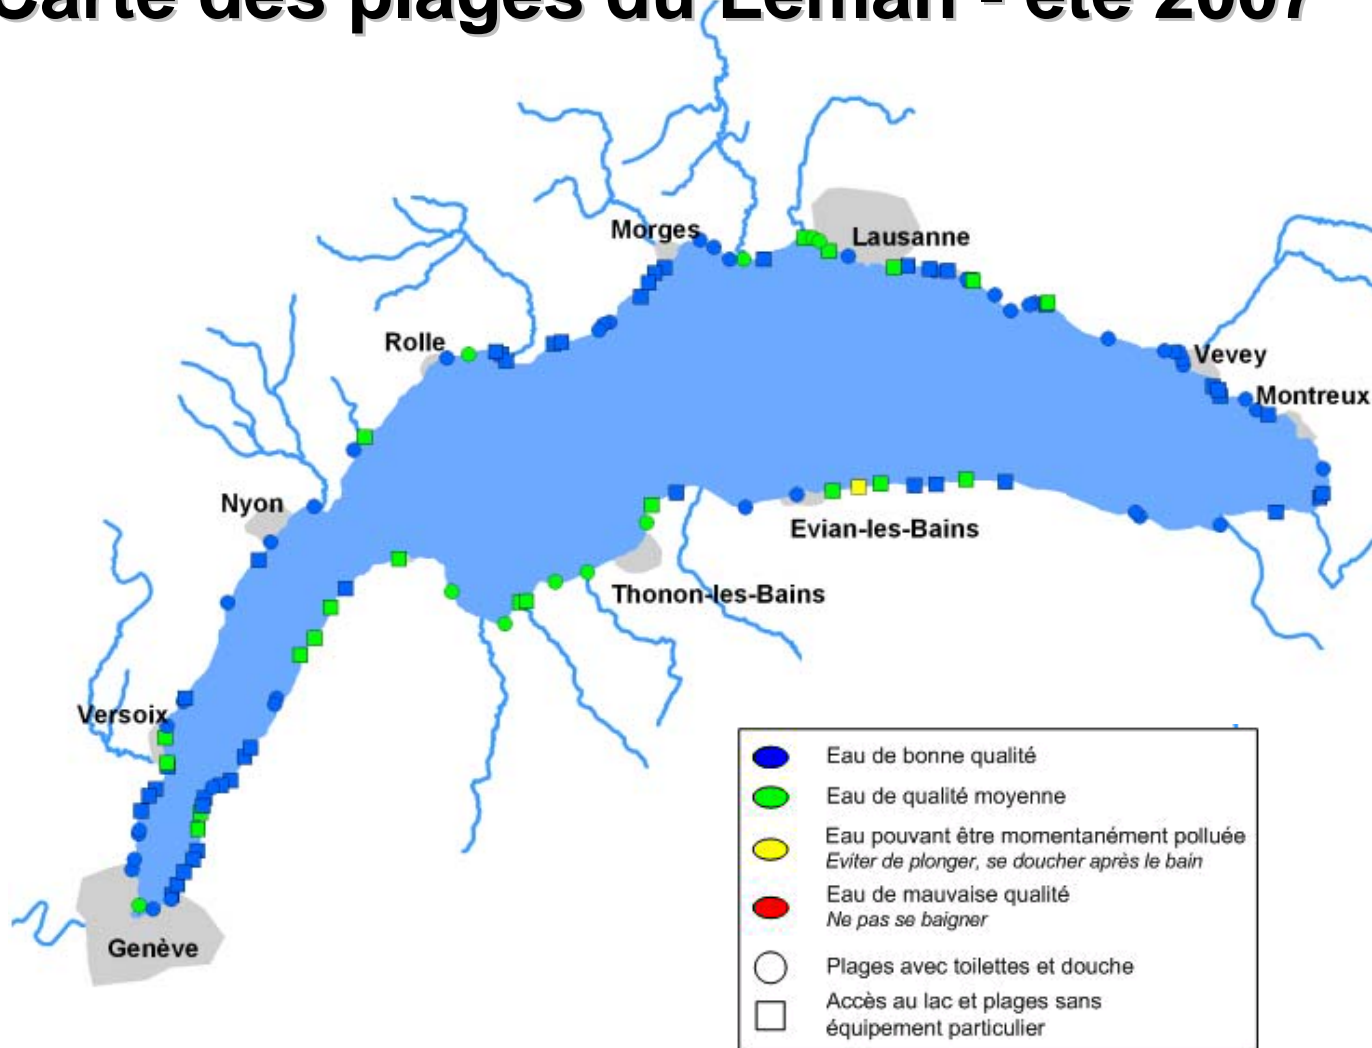 Carte des plages du Léman - été 2007
Morges
Lausanne
Rolle
Vevey
Montreux
Nyon
Evian-les-Bains
Thonon-les-Bains
Versoix
Genève
Eau de bonne qualité
Eau de qualité moyenne
Eau pouvant être momentanément polluée
Eviter de plonger, se doucher après le bain
Eau de mauvaise qualité
Ne pas se baigner
Plages avec toilettes et douche
Accès au lac et plages sans
équipement particulier